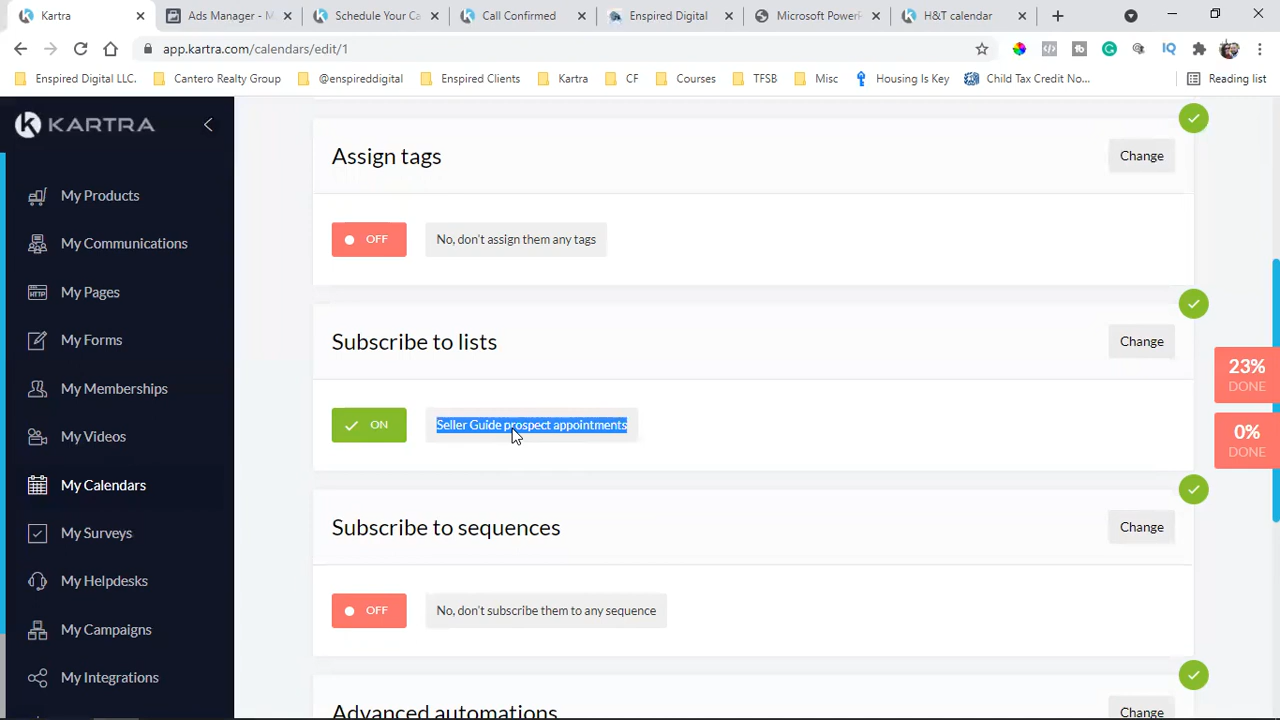 Kartra
Ads Manager - M
Schedule Your Ca
Call Confirmed
Enspired Digital
Microsoft Power
H&T calendar
app.kartra.com/calendars/edit/1
Enspired Digital LLC.
Cantero Realty Group
@enspireddigital
Enspired Clients
Kartra
CF
Courses
TFSB
Misc
Housing Is Key
Child Tax Credit No...
Reading list
KARTRA
My Products
My Communications
My Pages
My Forms
My Memberships
My Videos
My Calendars
My Surveys
My Helpdesks
My Campaigns
My Integrations
Assign tags
Change
OFF
No, don't assign them any tags
Subscribe to lists
Change
ON
Seller Guide prospect appointments
Subscribe to sequences
Change
OFF
No, don't subscribe them to any sequence
Advanced automations
Change
23%
DONE
0%
DONE